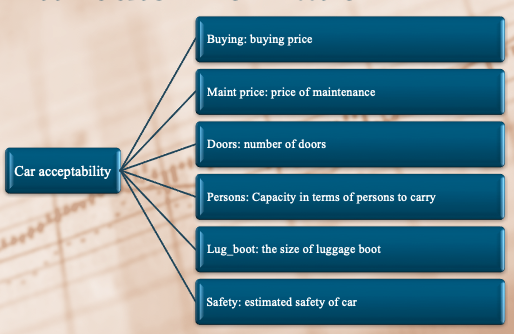 Buying: buying price
Maint price: price of maintenance
Doors: number of doors
Car acceptability
Persons: Capacity in terms of persons to carry
Lug_boot: the size of luggage boot
Safety: estimated safety of car